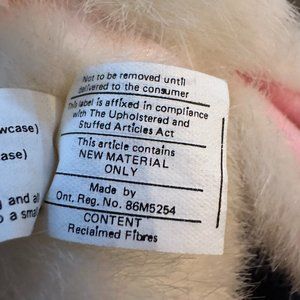 Not to be removed until
delivered to the consumer
This label is affixed in compliance
with The Upholstered and
Stuffed Articles Act
This article contains
NEW MATERIAL
ONLY
Made by
Ont. Reg. No. 86M5254
CONTENT
Reclaimed Fibres
wcase)
ase)
and
a